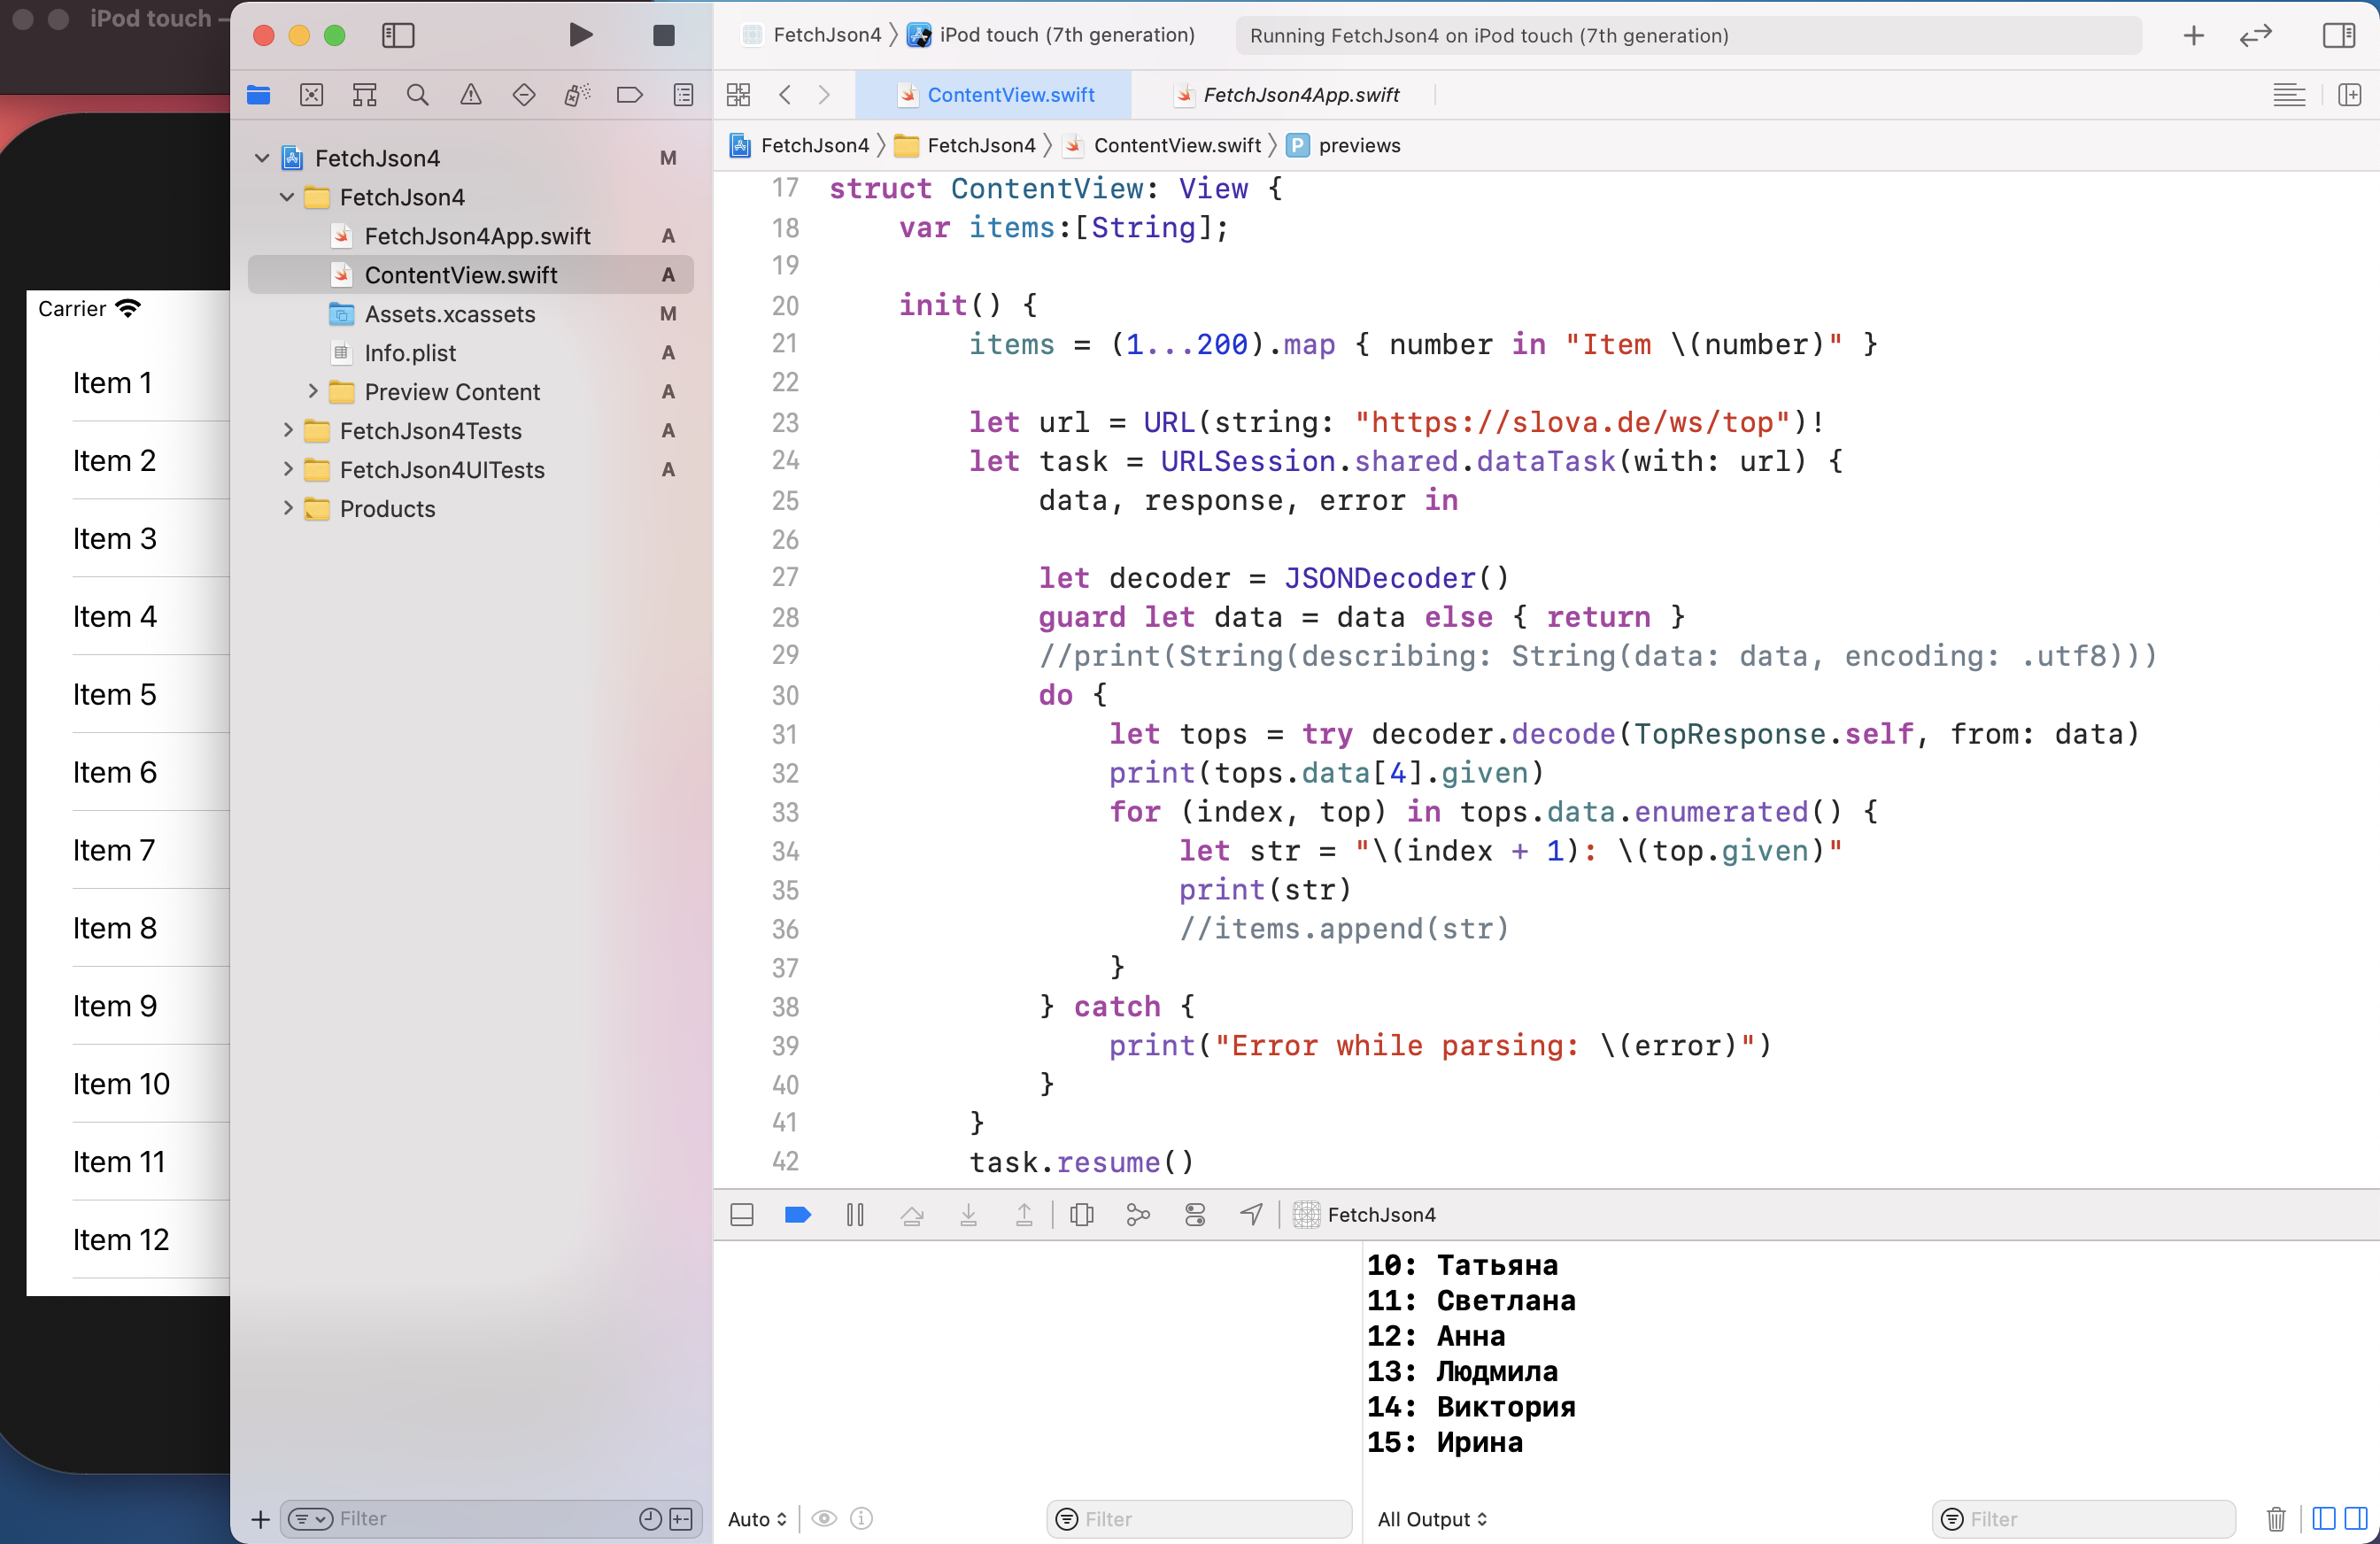 iPod touch —
Carrier
Item 1
Item 2
Item 3
Item 4
Item 5
Item 6
Item 7
Item 8
Item 9
Item 10
Item 11
Item 12
FetchJson4 M
FetchJson4
FetchJson4App.swift A
ContentView.swift A
Assets.xcassets M
Info.plist A
Preview Content A
FetchJson4Tests A
FetchJson4UITests A
Products
Filter
FetchJson4 〉 iPod touch (7th generation)
Running FetchJson4 on iPod touch (7th generation)
ContentView.swift
FetchJson4App.swift
FetchJson4 〉 FetchJson4 〉 ContentView.swift 〉 P previews
17 struct ContentView: View {
18     var items:[String];
19
20     init() {
21         items = (1...200).map { number in "Item \(number)" }
22
23         let url = URL(string: "https://slova.de/ws/top")!
24         let task = URLSession.shared.dataTask(with: url) {
25             data, response, error in
26
27             let decoder = JSONDecoder()
28             guard let data = data else { return }
29             //print(String(describing: String(data: data, encoding: .utf8)))
30             do {
31                 let tops = try decoder.decode(TopResponse.self, from: data)
32                 print(tops.data[4].given)
33                 for (index, top) in tops.data.enumerated() {
34                     let str = "\(index + 1): \(top.given)"
35                     print(str)
36                     //items.append(str)
37                 }
38             } catch {
39                 print("Error while parsing: \(error)")
40             }
41         }
42         task.resume()
FetchJson4
10: Татьяна
11: Светлана
12: Анна
13: Людмила
14: Виктория
15: Ирина
Auto
Filter
All Output
Filter